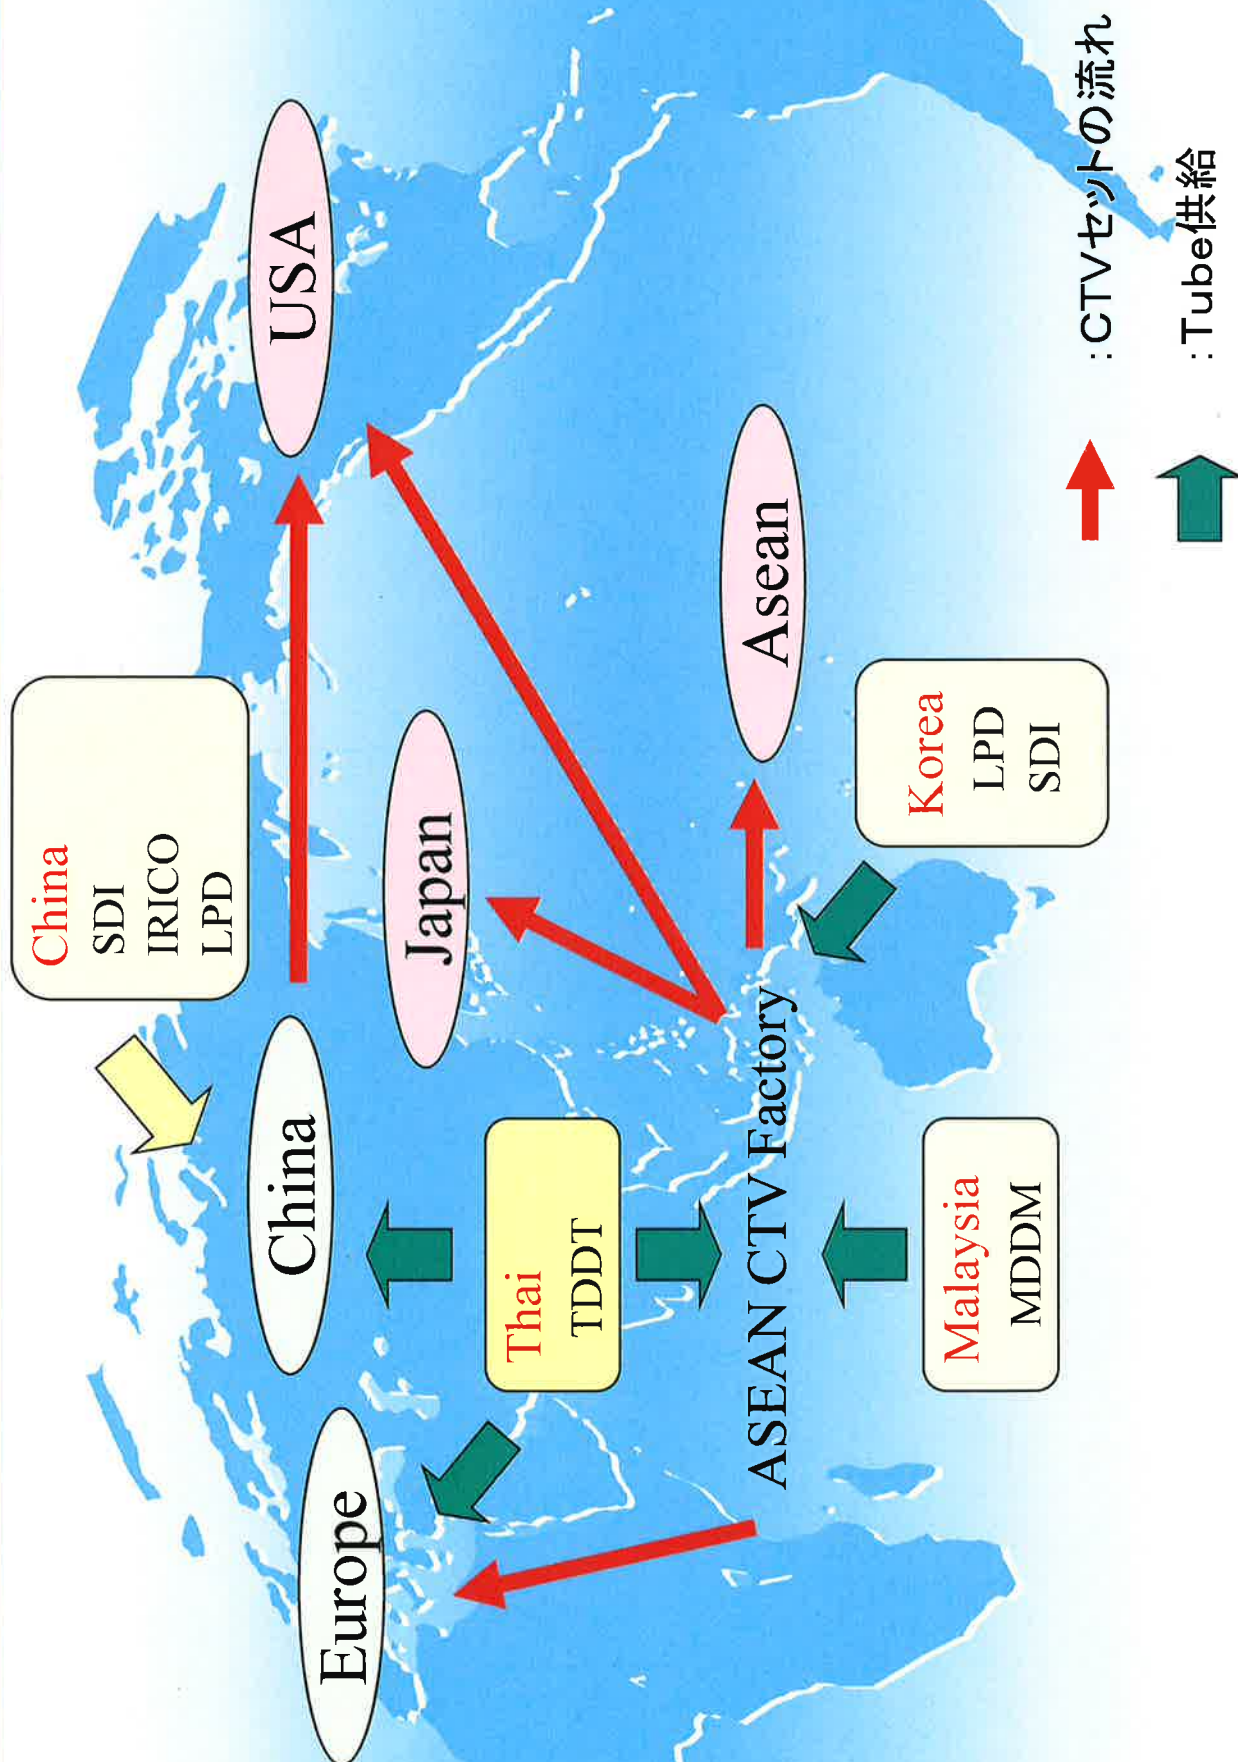 China
SDI
IRICO
LPD
USA
China
Europe
Japan
Thai
TDDT
Asean
ASEAN CTV Factory
Korea
LPD
SDI
Malaysia
MDDM
:CTVセットの流れ
:Tube供給